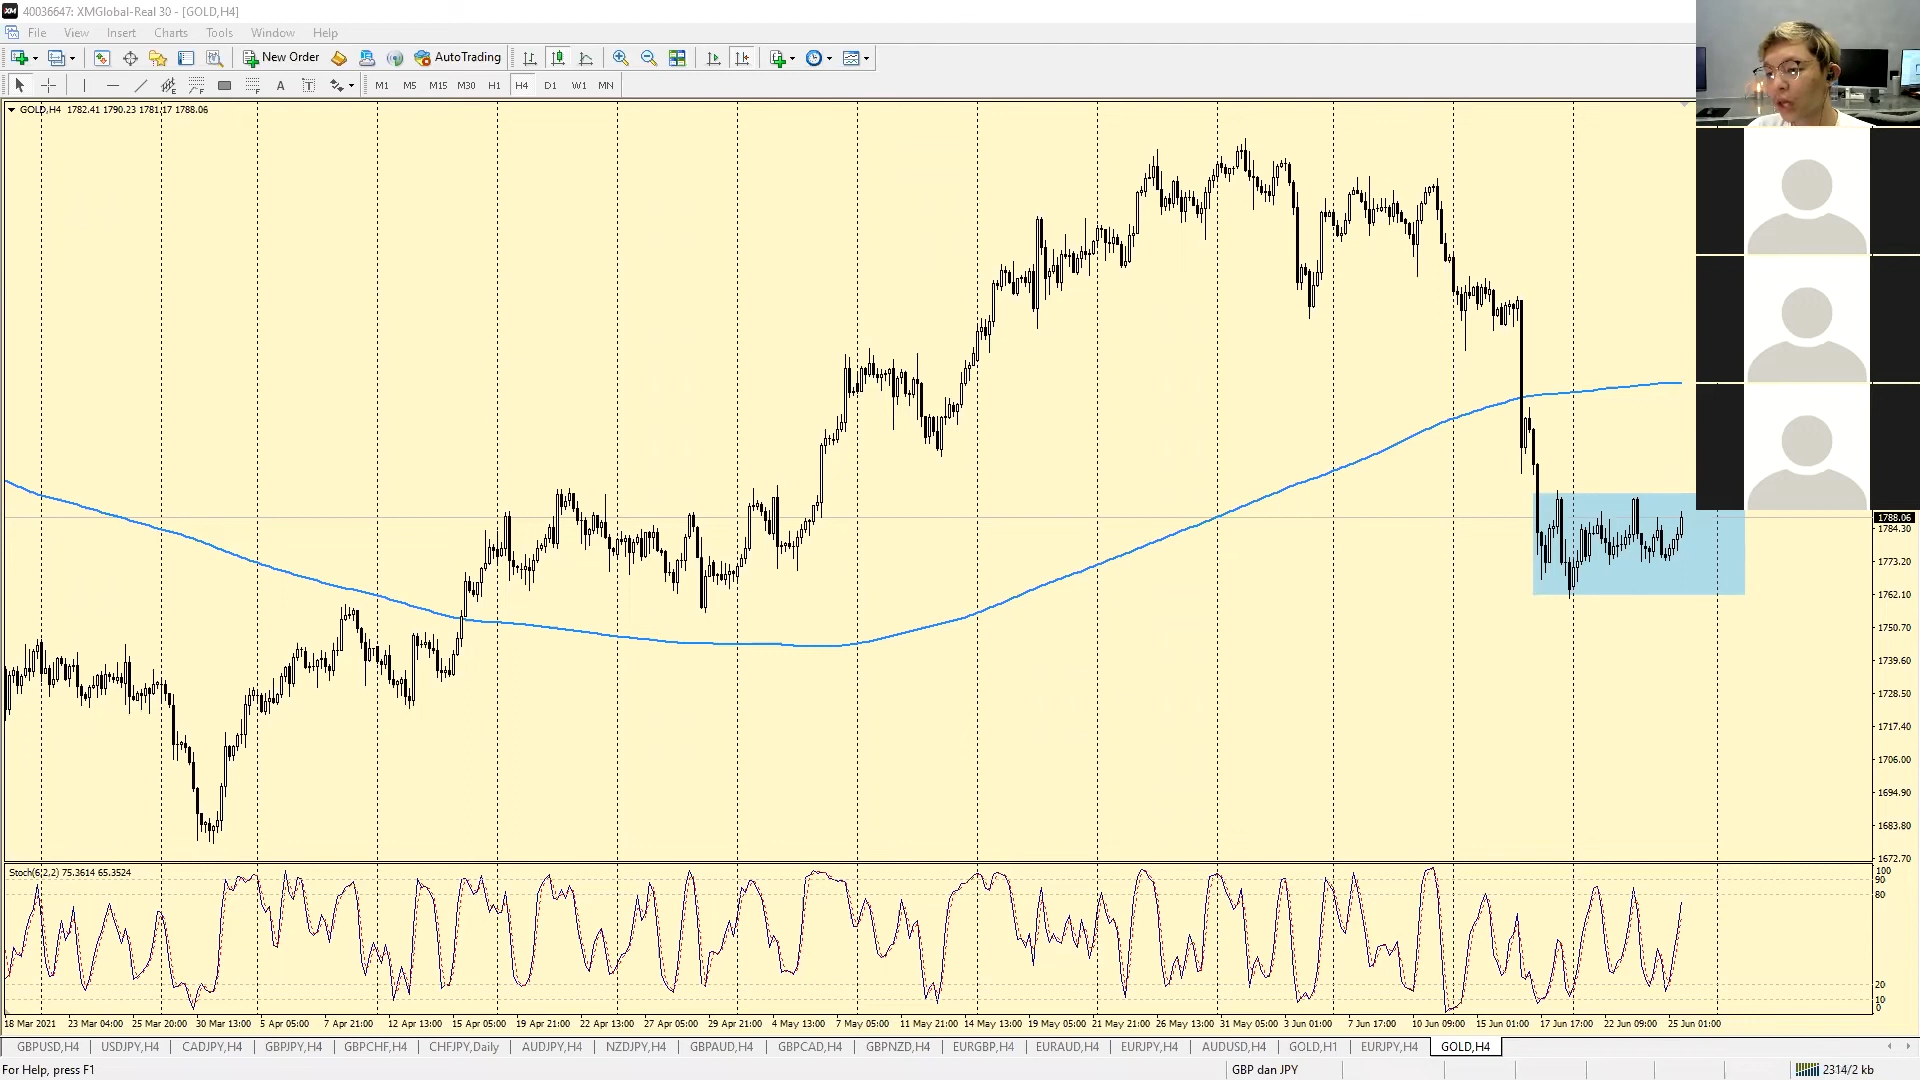 40036647: XMGlobal-Real 30 - [GOLD,H4]
File View Insert Charts Tools Window Help
New Order AutoTrading
A T M1 M5 M15 M30 H1 H4 D1 W1 MN
GOLD,H4 1782.41 1790.23 1781.17 1788.06
1788.06
1784.30
1773.20
1762.10
1750.70
1739.60
1728.50
1717.40
1706.00
1694.90
1683.80
1672.70
Stoch(6,2,2) 75.3614 65.3524
100
90
80
20
10
0
18 Mar 2021 23 Mar 04:00 25 Mar 20:00 30 Mar 13:00 5 Apr 05:00 7 Apr 21:00 12 Apr 13:00 15 Apr 05:00 19 Apr 21:00 22 Apr 13:00 27 Apr 05:00 29 Apr 21:00 4 May 13:00 7 May 05:00 11 May 21:00 14 May 13:00 19 May 05:00 21 May 21:00 26 May 13:00 31 May 05:00 3 Jun 01:00 7 Jun 17:00 10 Jun 09:00 15 Jun 01:00 17 Jun 17:00 22 Jun 09:00 25 Jun 01:00
GBPUSD,H4 USDJPY,H4 CADJPY,H4 GBPJPY,H4 GBPCHF,H4 CHFJPY,Daily AUDJPY,H4 NZDJPY,H4 GBPAUD,H4 GBPCAD,H4 GBPNZD,H4 EURGBP,H4 EURAUD,H4 EURJPY,H4 AUDUSD,H4 GOLD,H1 EURJPY,H4 GOLD,H4
For Help, press F1 GBP dan JPY 2314/2 kb